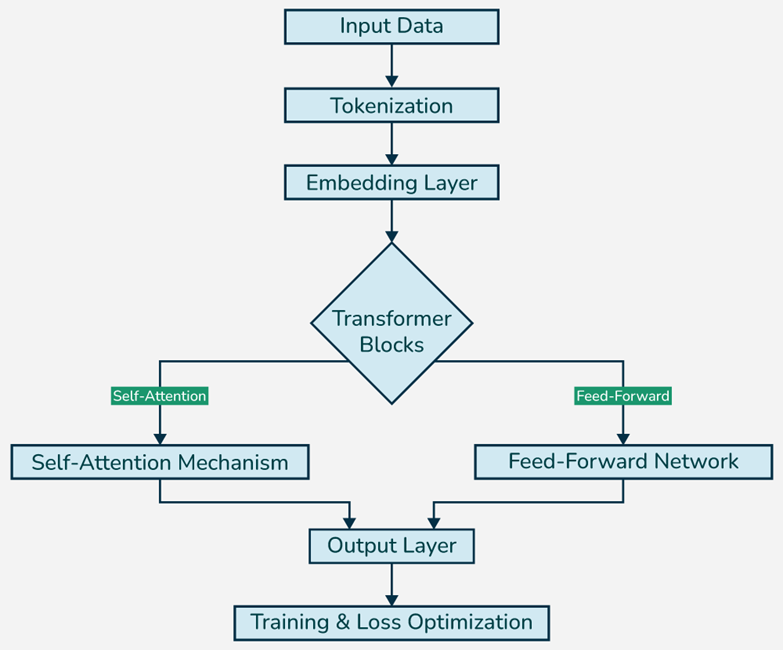 Input Data
Tokenization
Embedding Layer
Transformer
Blocks
Self-Attention
Feed-Forward
Self-Attention Mechanism
Feed-Forward Network
Output Layer
Training & Loss Optimization